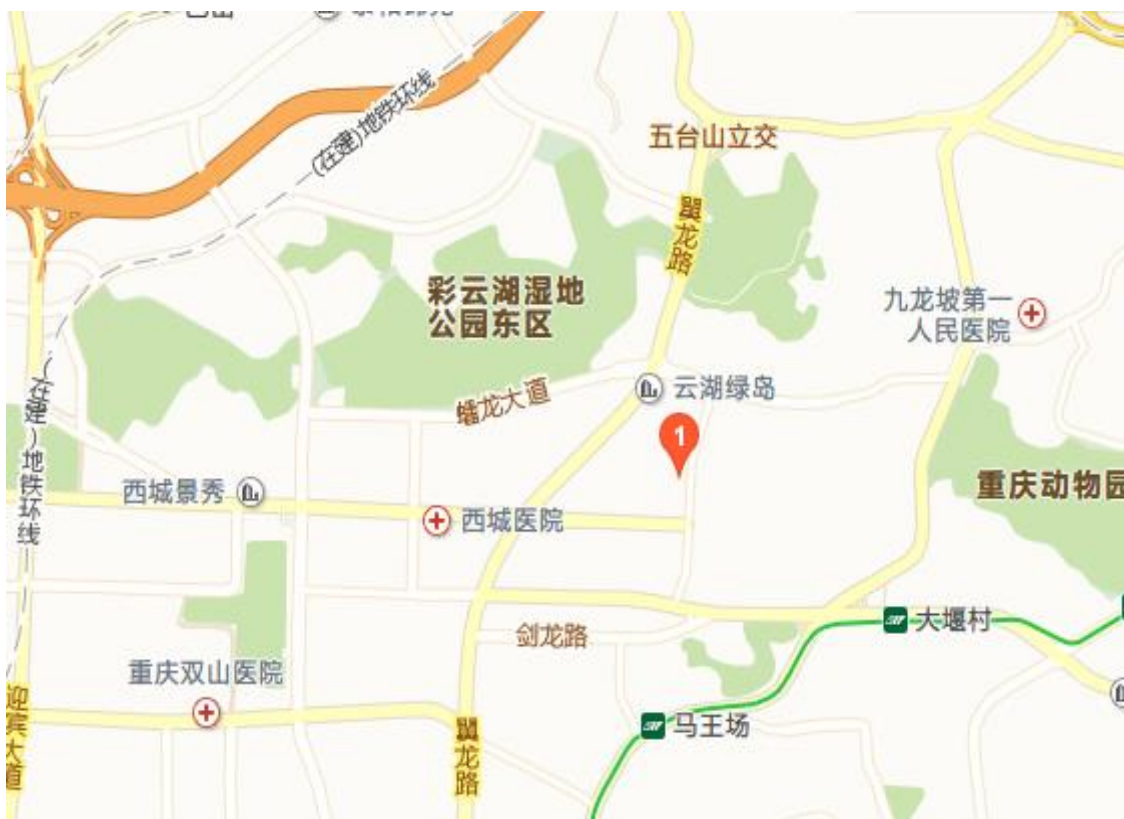 (在建)地铁环线
五台山立交
翼龙路
彩云湖湿地
公园东区
九龙坡第一
人民医院
云湖绿岛
蟠龙大道
1
(在建)地铁环线
西城景秀
西城医院
重庆动物园
大堰村
剑龙路
重庆双山医院
马王场
迎宾大道
翼龙路